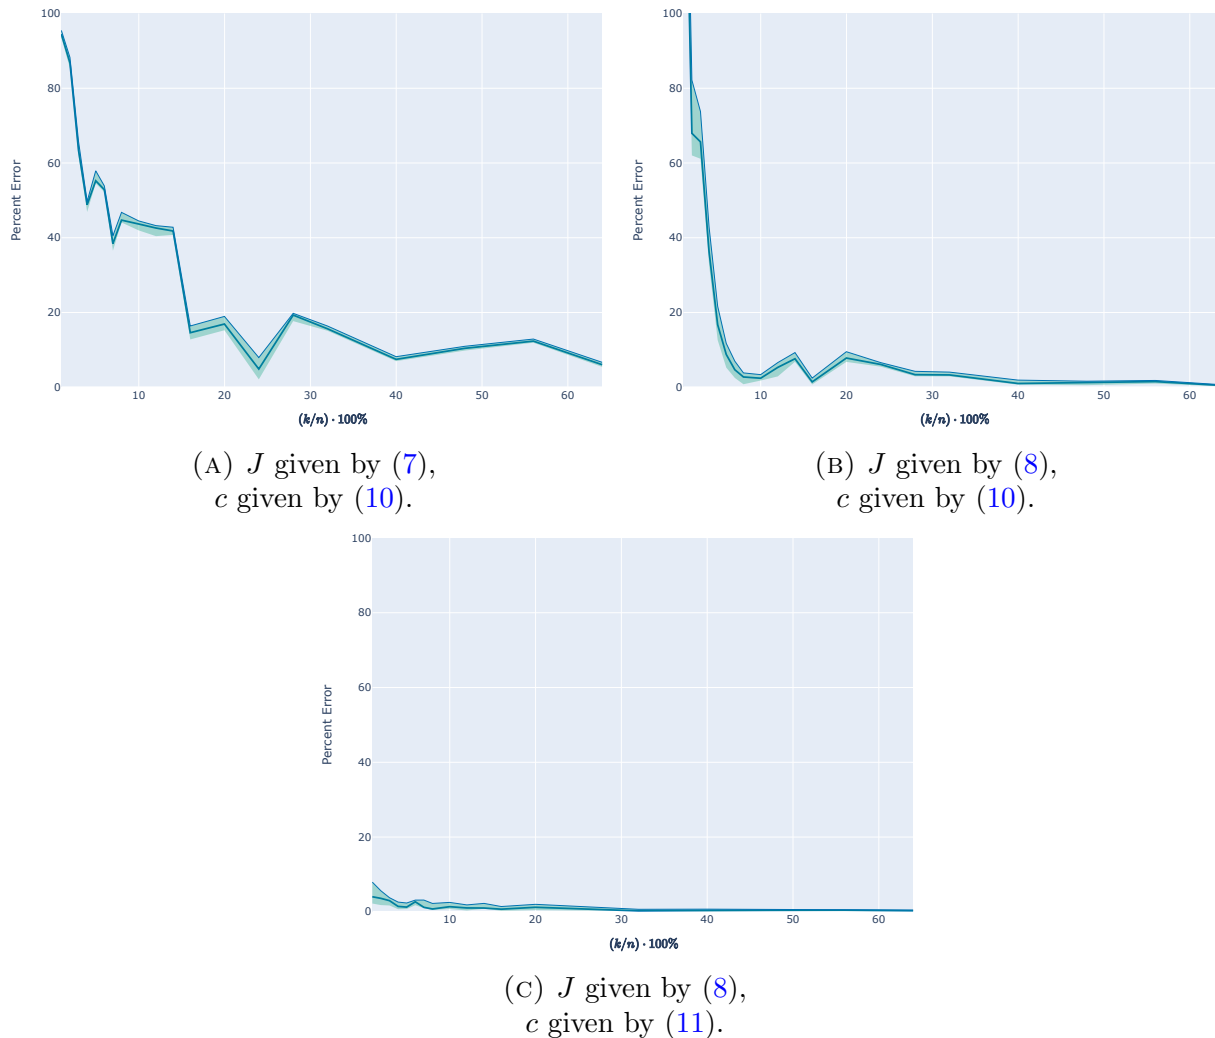 100
80
60
40
20
0
Percent Error
10 20 30 40 50 60
(k/n) · 100%
(A) J given by (7),
c given by (10).
100
80
60
40
20
0
Percent Error
10 20 30 40 50 60
(k/n) · 100%
(B) J given by (8),
c given by (10).
100
80
60
40
20
0
Percent Error
10 20 30 40 50 60
(k/n) · 100%
(C) J given by (8),
c given by (11).